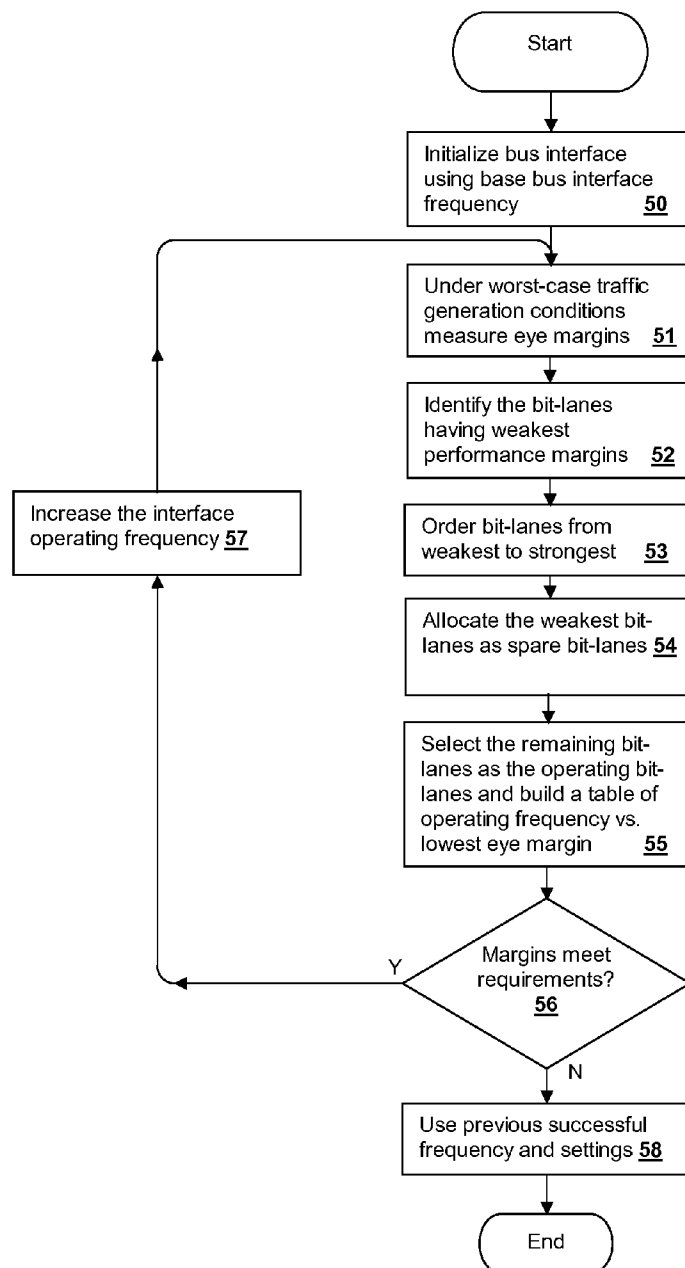 Start
Initialize bus interface
using base bus interface
frequency 50
Under worst-case traffic
generation conditions
measure eye margins 51
Identify the bit-lanes
having weakest
performance margins 52
Increase the interface
operating frequency 57
Order bit-lanes from
weakest to strongest 53
Allocate the weakest bit-
lanes as spare bit-lanes 54
Select the remaining bit-
lanes as the operating bit-
lanes and build a table of
operating frequency vs.
lowest eye margin 55
Y
Margins meet
requirements?
56
N
Use previous successful
frequency and settings 58
End